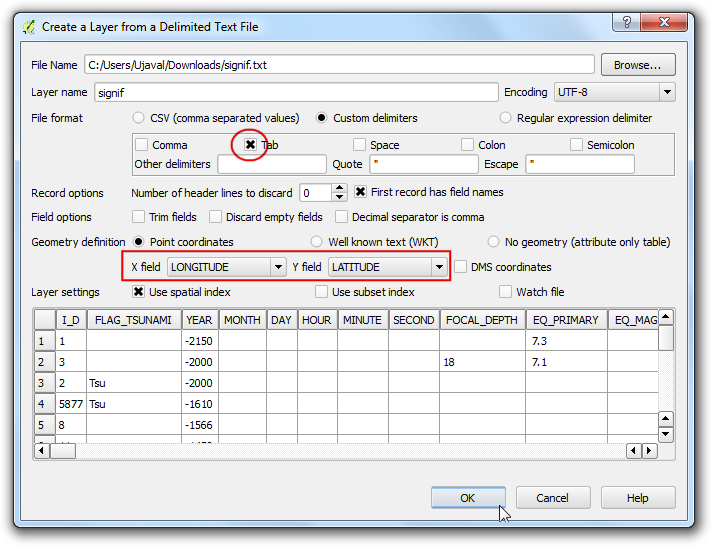 Create a Layer from a Delimited Text File
File Name C:/Users/Ujaval/Downloads/signif.txt Browse...
Layer name signif Encoding UTF-8
File format CSV (comma separated values) Custom delimiters Regular expression delimiter
Comma Tab Space Colon Semicolon
Other delimiters Quote " Escape "
Record options Number of header lines to discard 0 First record has field names
Field options Trim fields Discard empty fields Decimal separator is comma
Geometry definition Point coordinates Well known text (WKT) No geometry (attribute only table)
X field LONGITUDE Y field LATITUDE DMS coordinates
Layer settings Use spatial index Use subset index Watch file
I_D FLAG_TSUNAMI YEAR MONTH DAY HOUR MINUTE SECOND FOCAL_DEPTH EQ_PRIMARY EQ_MAG
1 1 -2150 7.3
2 3 -2000 18 7.1
3 2 Tsu -2000
4 5877 Tsu -1610
5 8 -1566
OK Cancel Help